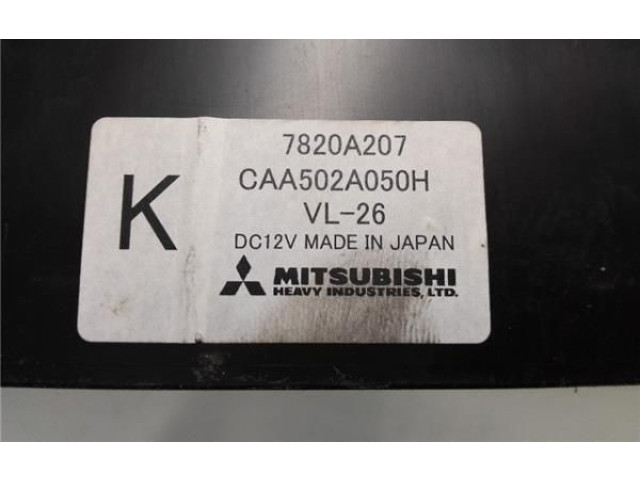 K
7820A207
CAA502A050H
VL-26
DC12V MADE IN JAPAN
MITSUBISHI
HEAVY INDUSTRIES, LTD.